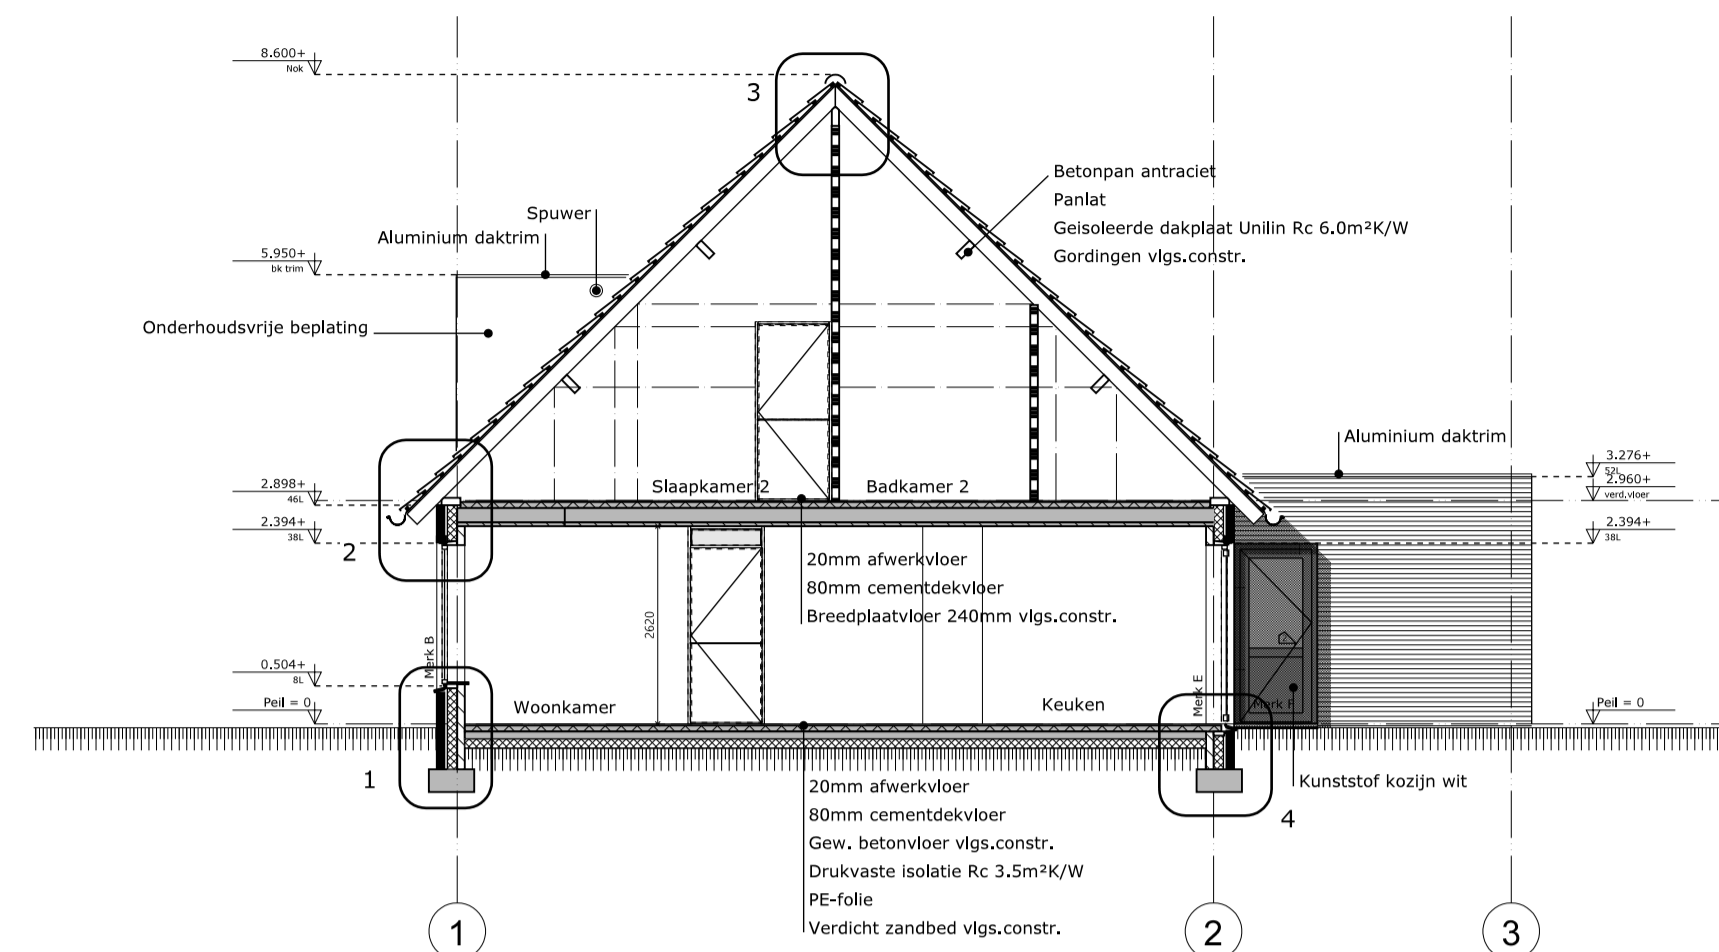 8.600+
Nok
3
Betonpan antraciet
Panlat
Geisoleerde dakplaat Unilin Rc 6.0m²K/W
Gordingen vlgs.constr.
Spuwer
Aluminium daktrim
5.950+
bk trim
Onderhoudsvrije beplating
Aluminium daktrim
3.276+
52L
2.960+
verd.vloer
2.898+
46L
Slaapkamer 2
Badkamer 2
2.394+
38L
2.394+
38L
2
20mm afwerkvloer
80mm cementdekvloer
Breedplaatvloer 240mm vlgs.constr.
2620
Merk B
0.504+
8L
Merk E
Merk F
Peil = 0
Woonkamer
Keuken
Peil = 0
1
Kunststof kozijn wit
4
20mm afwerkvloer
80mm cementdekvloer
Gew. betonvloer vlgs.constr.
Drukvaste isolatie Rc 3.5m²K/W
PE-folie
Verdicht zandbed vlgs.constr.
1
2
3